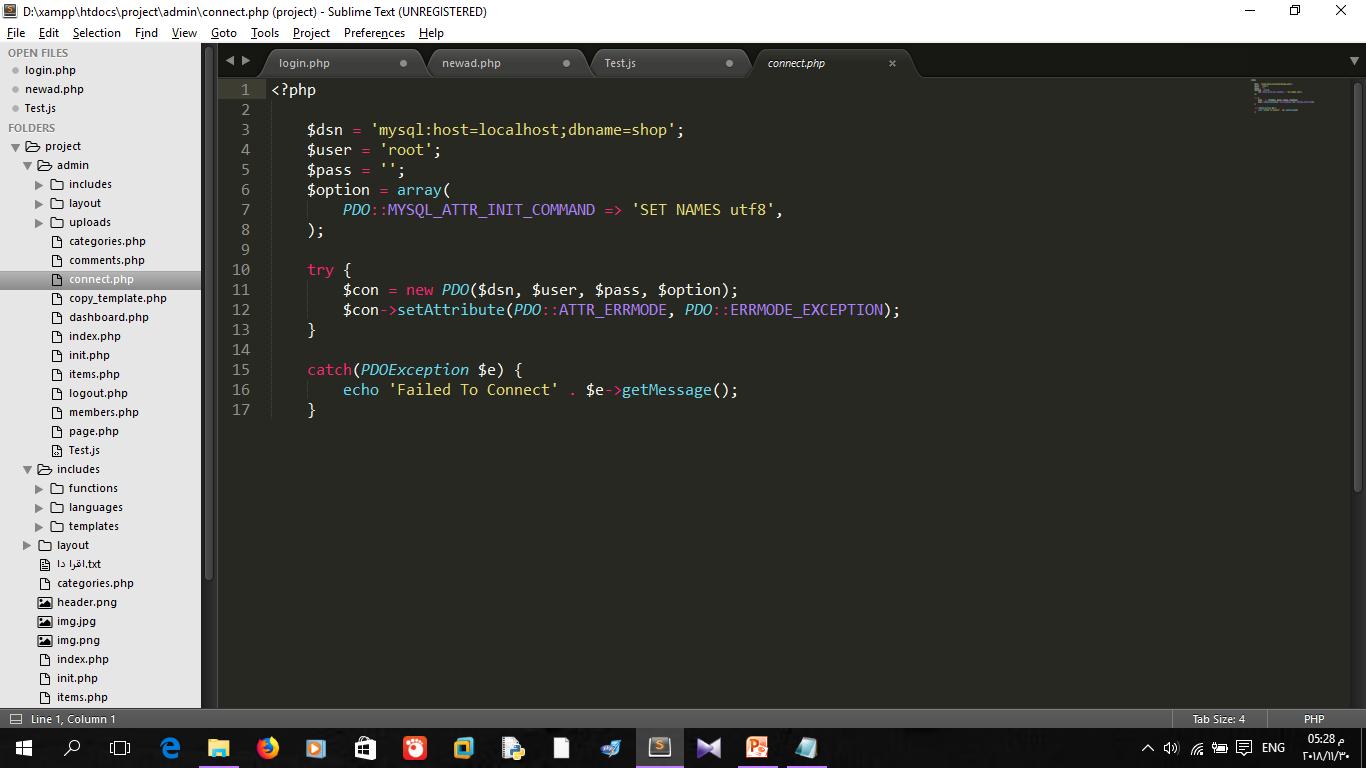 D:\xampp\htdocs\project\admin\connect.php (project) - Sublime Text (UNREGISTERED)
File Edit Selection Find View Goto Tools Project Preferences Help
OPEN FILES
login.php
newad.php
Test.js
FOLDERS
project
admin
includes
layout
uploads
categories.php
comments.php
connect.php
copy_template.php
dashboard.php
index.php
init.php
items.php
logout.php
members.php
page.php
Test.js
includes
functions
languages
templates
layout
اقرا دا.txt
categories.php
header.png
img.jpg
img.png
index.php
init.php
items.php
login.php newad.php Test.js connect.php
1 <?php
2
3 $dsn = 'mysql:host=localhost;dbname=shop';
4 $user = 'root';
5 $pass = '';
6 $option = array(
7 PDO::MYSQL_ATTR_INIT_COMMAND => 'SET NAMES utf8',
8 );
9
10 try {
11 $con = new PDO($dsn, $user, $pass, $option);
12 $con->setAttribute(PDO::ATTR_ERRMODE, PDO::ERRMODE_EXCEPTION);
13 }
14
15 catch(PDOException $e) {
16 echo 'Failed To Connect' . $e->getMessage();
17 }
Line 1, Column 1 Tab Size: 4 PHP
ENG
05:28 م
٢٠١٨/١١/٣٠